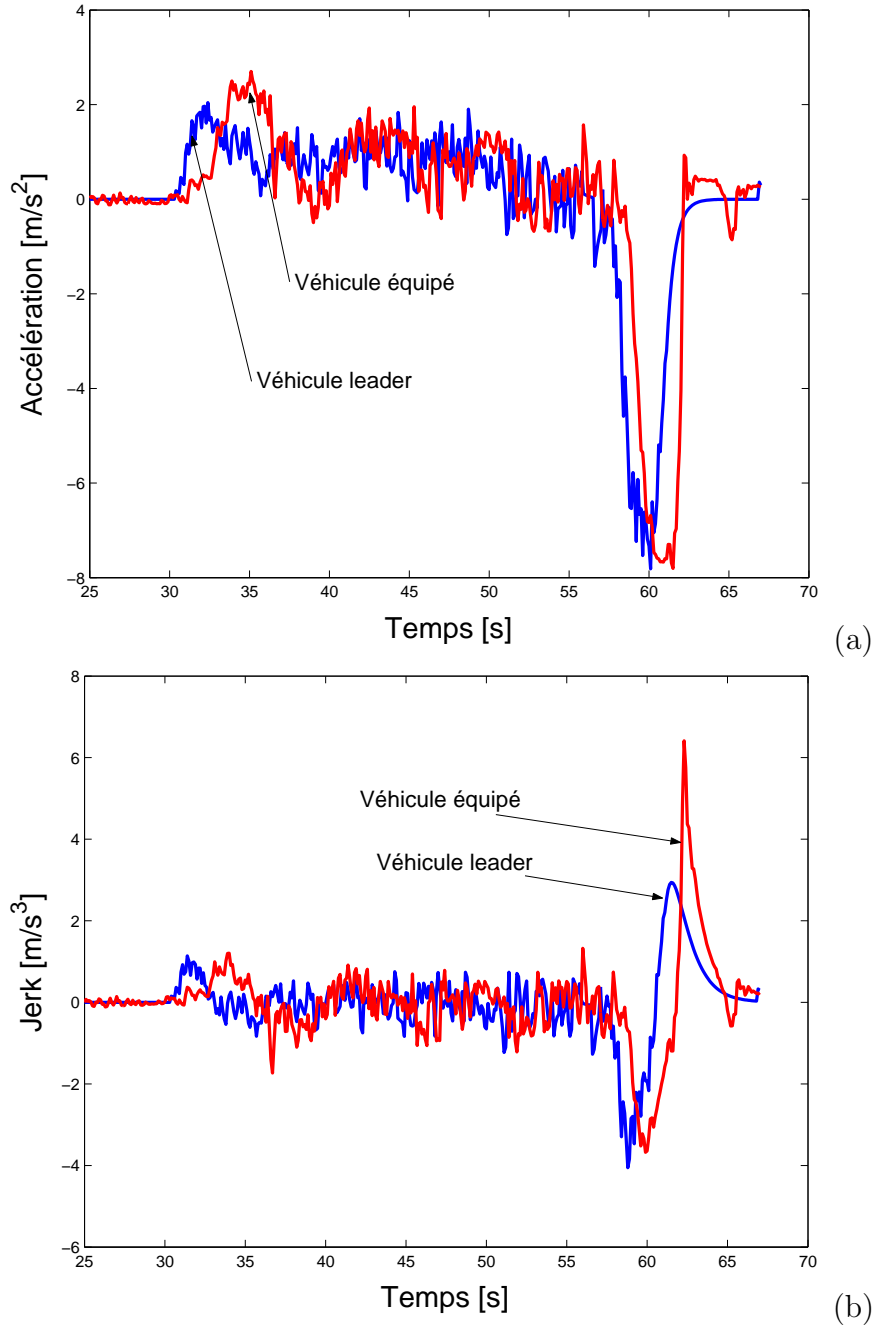 4
2
0
−2
−4
−6
−8
25 30 35 40 45 50 55 60 65 70
Accélération [m/s²]
Véhicule équipé
Véhicule leader
Temps [s]
(a)
8
6
4
2
0
−2
−4
−6
25 30 35 40 45 50 55 60 65 70
Jerk [m/s³]
Véhicule équipé
Véhicule leader
Temps [s]
(b)